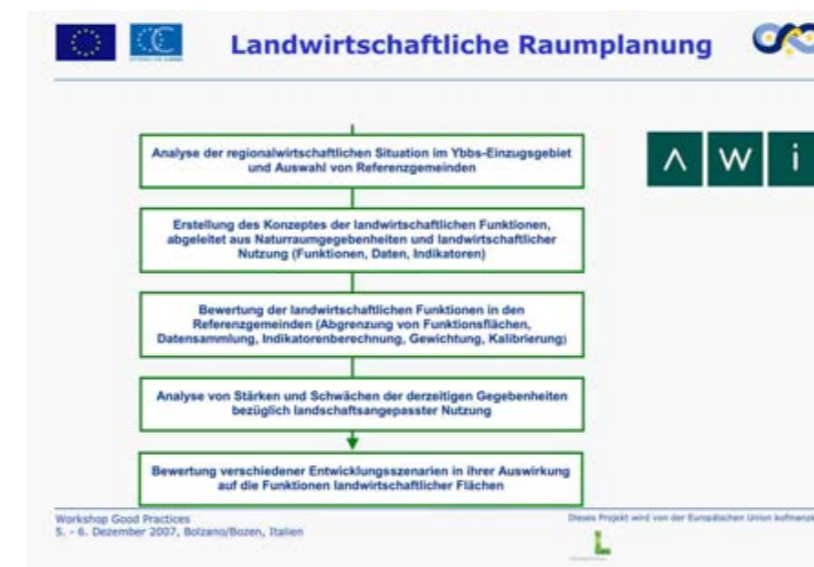 Landwirtschaftliche Raumplanung
Analyse der regionalwirtschaftlichen Situation im Ybbs-Einzugsgebiet
und Auswahl von Referenzgemeinden
AWi
Erstellung des Konzeptes der landwirtschaftlichen Funktionen,
abgeleitet aus Naturraumgegebenheiten und landwirtschaftlicher
Nutzung (Funktionen, Daten, Indikatoren)
Bewertung der landwirtschaftlichen Funktionen in den
Referenzgemeinden (Abgrenzung von Funktionsflächen,
Datensammlung, Indikatorenberechnung, Gewichtung, Kalibrierung)
Analyse von Stärken und Schwächen der derzeitigen Gegebenheiten
bezüglich landschaftsangepasster Nutzung
Bewertung verschiedener Entwicklungsszenarien in ihrer Auswirkung
auf die Funktionen landwirtschaftlicher Flächen
Workshop Good Practices
5. - 6. Dezember 2007, Bolzano/Bozen, Italien
Dieses Projekt wird von der Europäischen Union